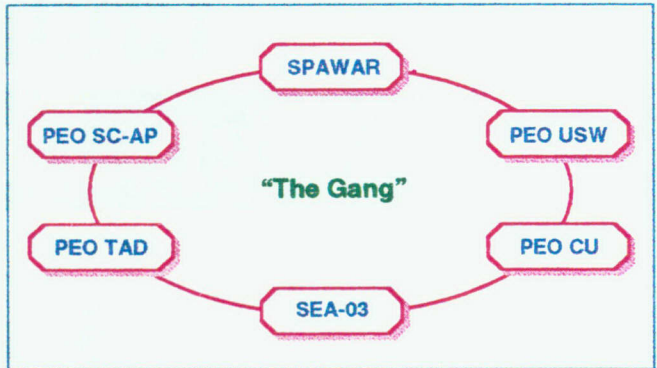 SPAWAR
PEO SC-AP
PEO USW
“The Gang”
PEO TAD
PEO CU
SEA-03